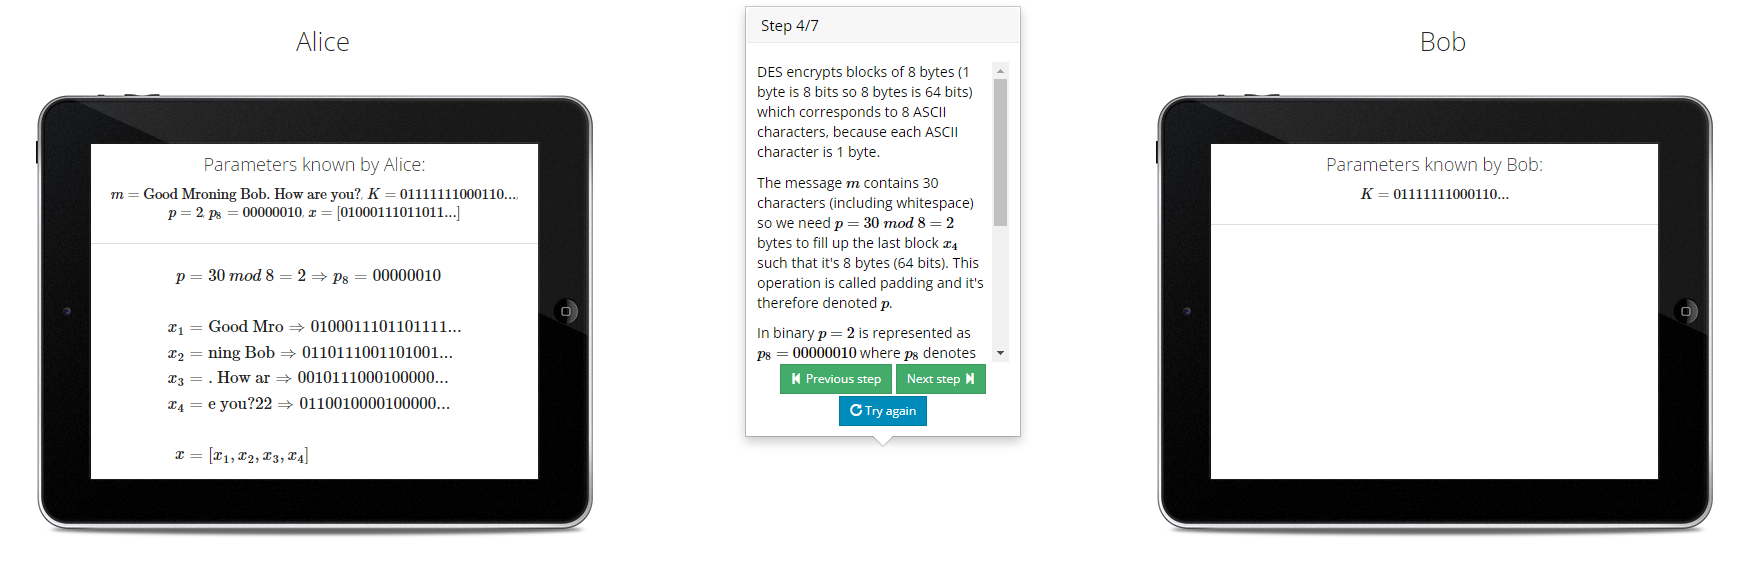 Alice
Parameters known by Alice:
m = Good Mroning Bob. How are you?, K = 01111111000110...,
p = 2, p₈ = 00000010, x = [01000111011011...]
p = 30 mod 8 = 2 ⇒ p₈ = 00000010
x₁ = Good Mro ⇒ 0100011101101111...
x₂ = ning Bob ⇒ 0110111001101001...
x₃ = . How ar ⇒ 0010111000100000...
x₄ = e you?22 ⇒ 0110010000100000...
x = [x₁, x₂, x₃, x₄]
Step 4/7
DES encrypts blocks of 8 bytes (1
byte is 8 bits so 8 bytes is 64 bits)
which corresponds to 8 ASCII
characters, because each ASCII
character is 1 byte.
The message m contains 30
characters (including whitespace)
so we need p = 30 mod 8 = 2
bytes to fill up the last block x₄
such that it's 8 bytes (64 bits). This
operation is called padding and it's
therefore denoted p.
In binary p = 2 is represented as
p₈ = 00000010 where p₈ denotes
Previous step
Next step
Try again
Bob
Parameters known by Bob:
K = 01111111000110...